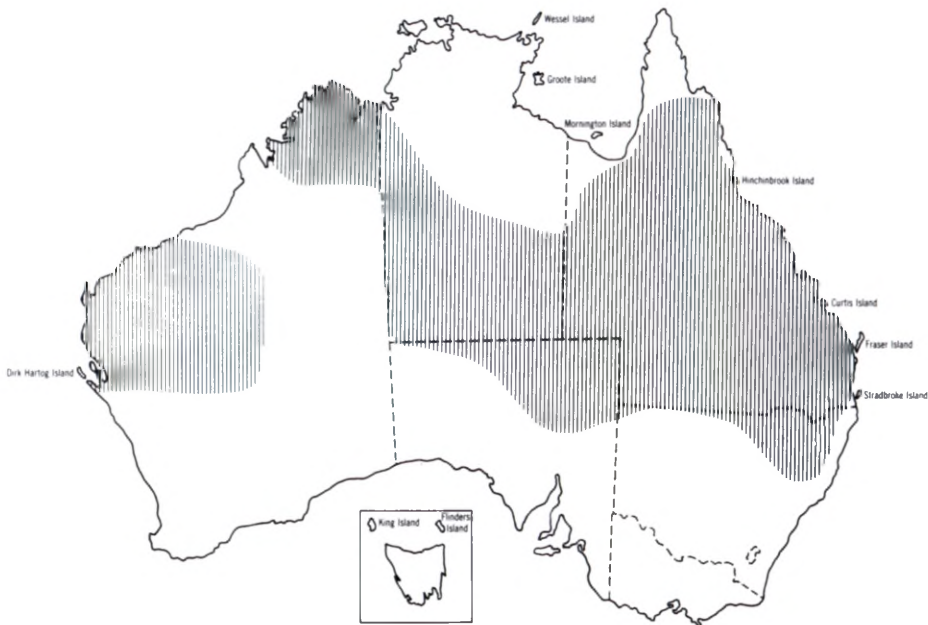 Wessel Island
Groote Island
Mornington Island
Hinchinbrook Island
Curtis Island
Fraser Island
Dirk Hartog Island
Stradbroke Island
King Island
Flinders
Island